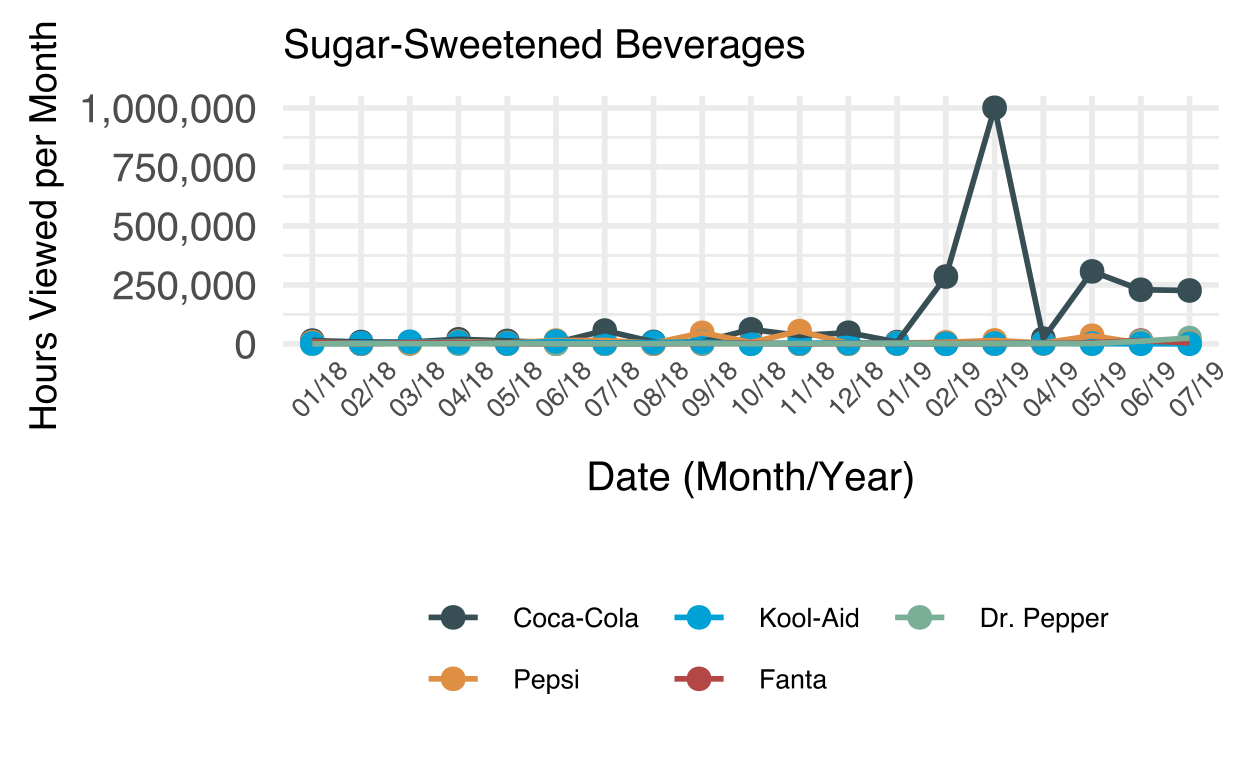 Sugar-Sweetened Beverages
Hours Viewed per Month
1,000,000
750,000
500,000
250,000
0
01/18 02/18 03/18 04/18 05/18 06/18 07/18 08/18 09/18 10/18 11/18 12/18 01/19 02/19 03/19 04/19 05/19 06/19 07/19
Date (Month/Year)
Coca-Cola Kool-Aid Dr. Pepper
Pepsi Fanta